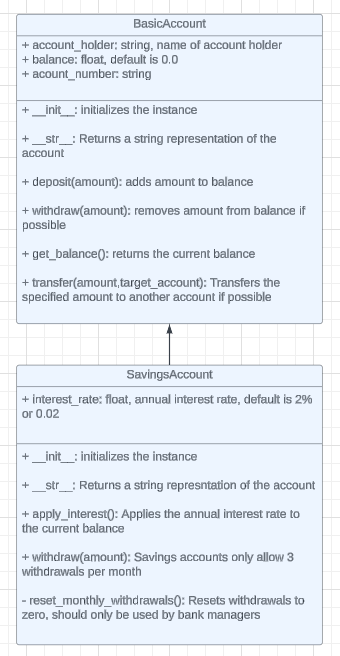 BasicAccount
+ account_holder: string, name of account holder
+ balance: float, default is 0.0
+ acount_number: string
+ __init__: initializes the instance
+ __str__: Returns a string representation of the
account
+ deposit(amount): adds amount to balance
+ withdraw(amount): removes amount from balance if
possible
+ get_balance(): returns the current balance
+ transfer(amount,target_account): Transfers the
specified amount to another account if possible
SavingsAccount
+ interest_rate: float, annual interest rate, default is 2%
or 0.02
+ __init__: initializes the instance
+ __str__: Returns a string represntation of the account
+ apply_interest(): Applies the annual interest rate to
the current balance
+ withdraw(amount); Savings accounts only allow 3
withdrawals per month
- reset_monthly_withdrawals(): Resets withdrawals to
zero, should only be used by bank managers